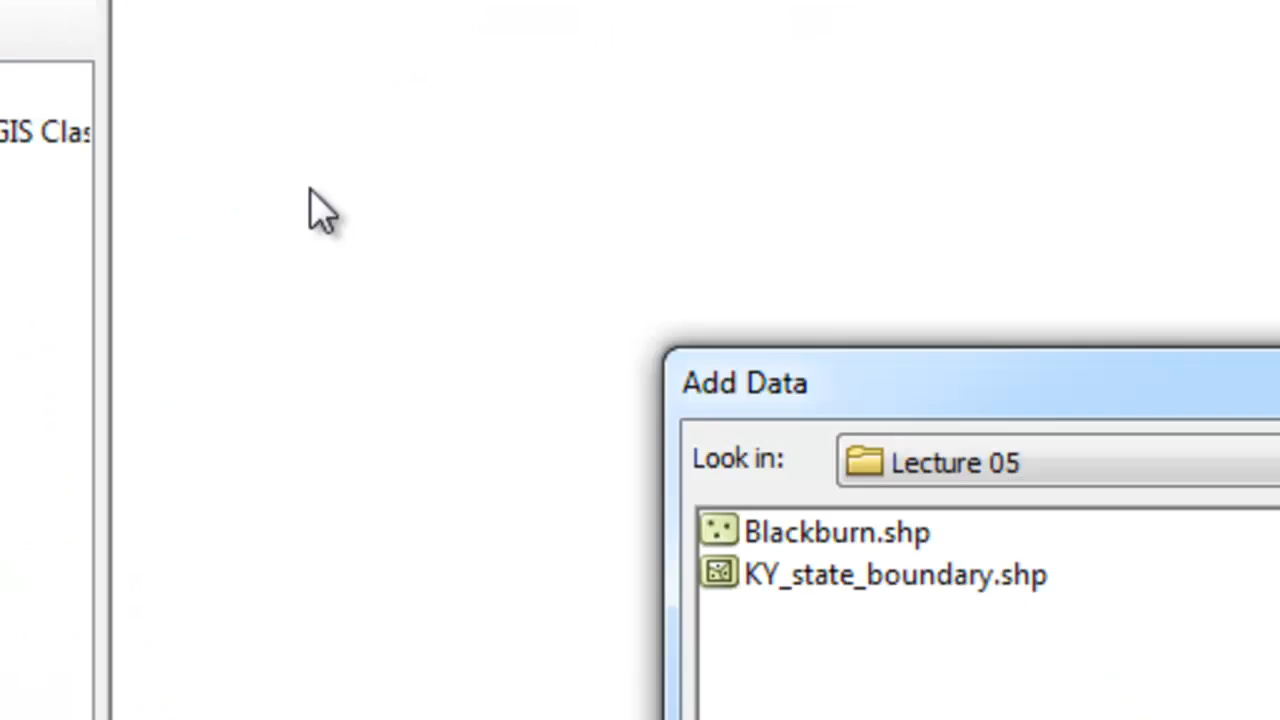 GIS Clas
Add Data
Look in:
Lecture 05
Blackburn.shp
KY_state_boundary.shp